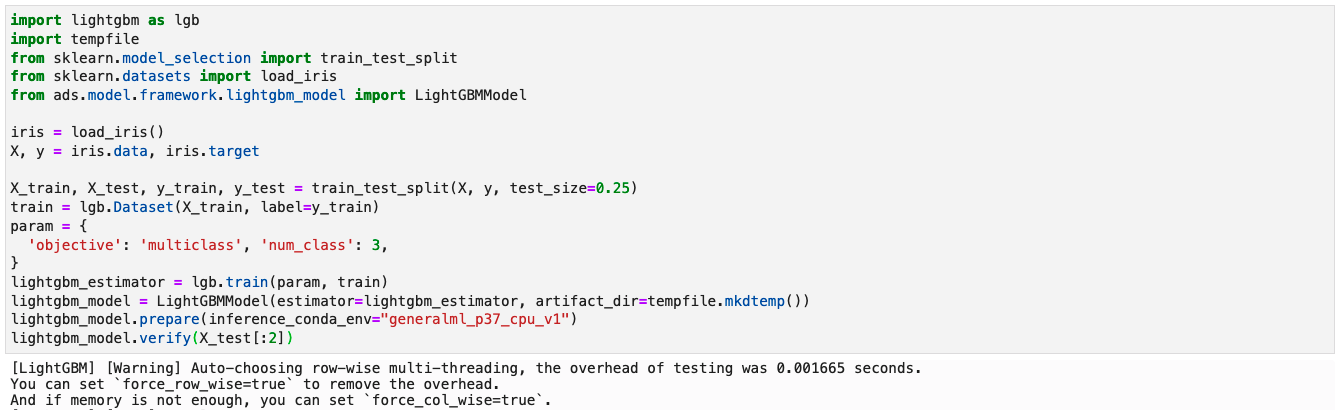 import lightgbm as lgb
import tempfile
from sklearn.model_selection import train_test_split
from sklearn.datasets import load_iris
from ads.model.framework.lightgbm_model import LightGBMModel

iris = load_iris()
X, y = iris.data, iris.target

X_train, X_test, y_train, y_test = train_test_split(X, y, test_size=0.25)
train = lgb.Dataset(X_train, label=y_train)
param = {
  'objective': 'multiclass', 'num_class': 3,
}
lightgbm_estimator = lgb.train(param, train)
lightgbm_model = LightGBMModel(estimator=lightgbm_estimator, artifact_dir=tempfile.mkdtemp())
lightgbm_model.prepare(inference_conda_env="generalml_p37_cpu_v1")
lightgbm_model.verify(X_test[:2])
[LightGBM] [Warning] Auto-choosing row-wise multi-threading, the overhead of testing was 0.001665 seconds.
You can set `force_row_wise=true` to remove the overhead.
And if memory is not enough, you can set `force_col_wise=true`.